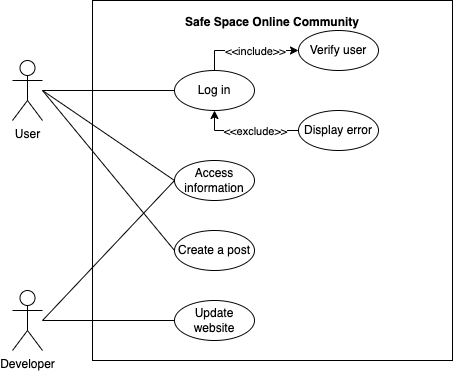 Safe Space Online Community
<<include>>
Verify user
Log in
User
<<exclude>>
Display error
Access
information
Create a post
Update
website
Developer